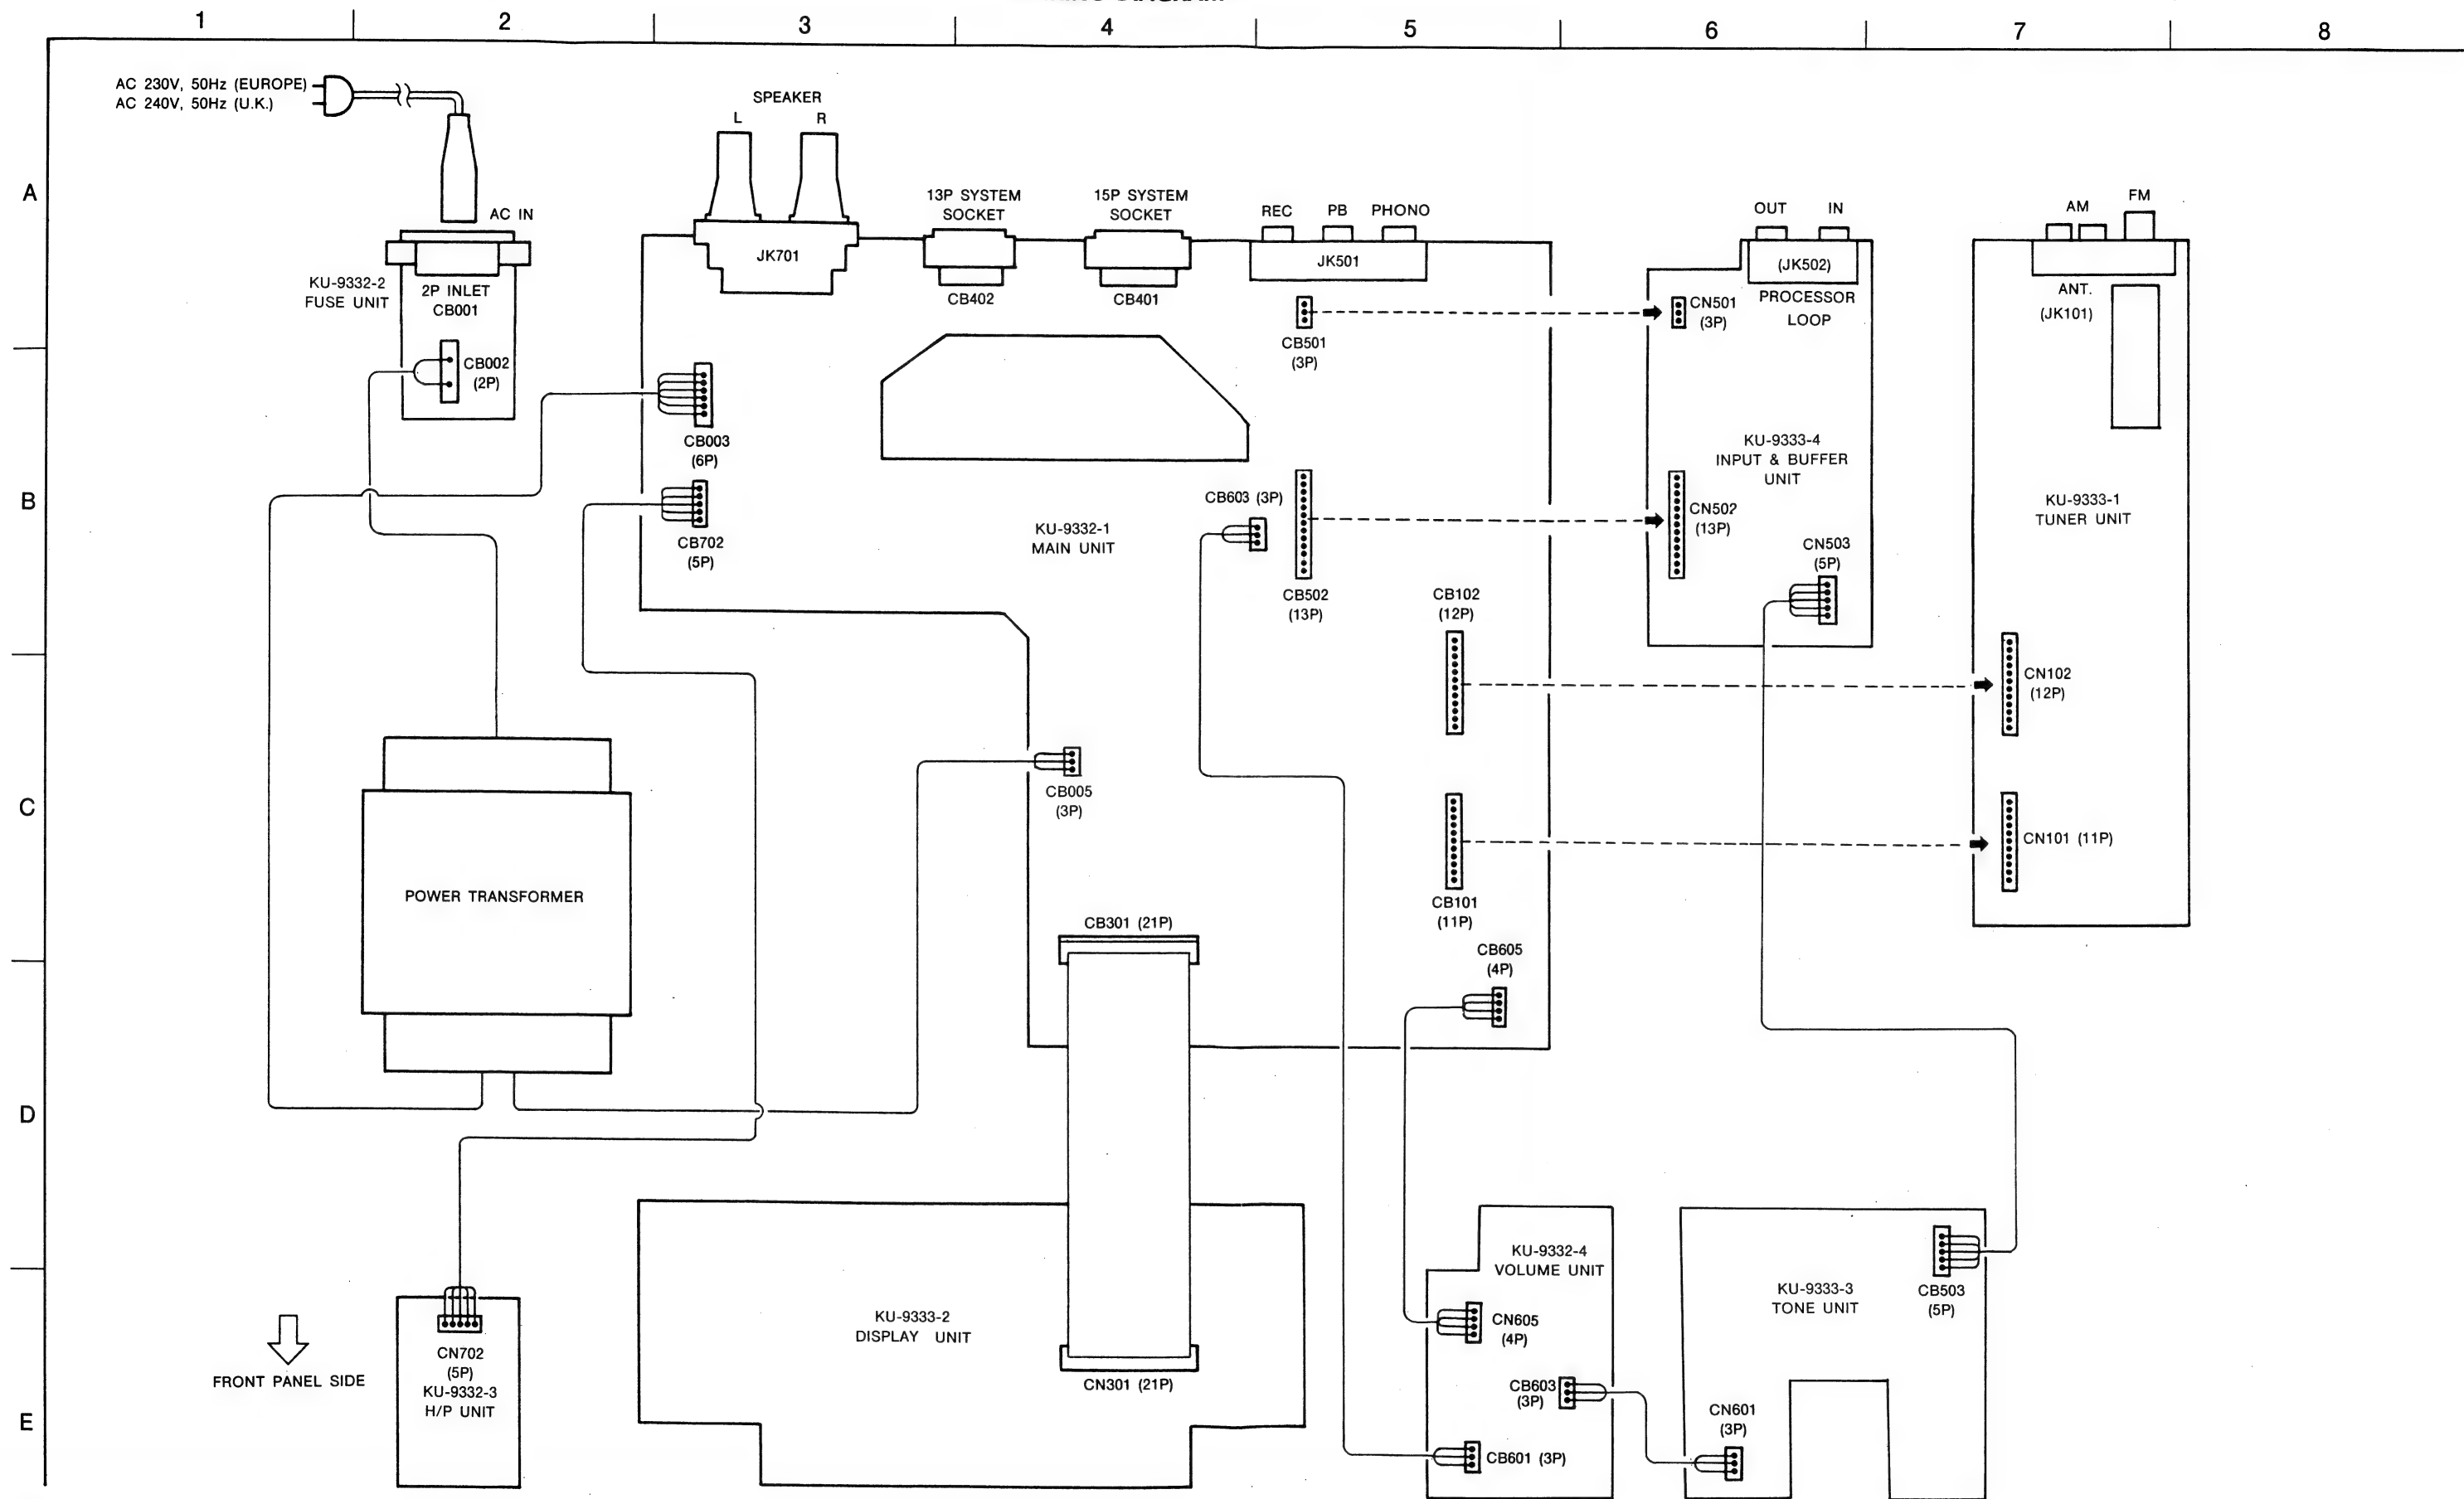 1 2 3 4 5 6 7 8
AC 230V, 50Hz (EUROPE)
AC 240V, 50Hz (U.K.)
SPEAKER
L R
A
AC IN
13P SYSTEM
SOCKET
15P SYSTEM
SOCKET
REC PB PHONO
OUT IN
AM FM
JK701
JK501
(JK502)
KU-9332-2
FUSE UNIT
2P INLET
CB001
CB402
CB401
PROCESSOR
LOOP
ANT.
(JK101)
CN501
(3P)
CB501
(3P)
CB002
(2P)
CB003
(6P)
KU-9333-4
INPUT & BUFFER
UNIT
B
CB603 (3P)
KU-9333-1
TUNER UNIT
CN502
(13P)
KU-9332-1
MAIN UNIT
CB702
(5P)
CN503
(5P)
CB502
(13P)
CB102
(12P)
CN102
(12P)
C
CB005
(3P)
CN101 (11P)
POWER TRANSFORMER
CB101
(11P)
CB301 (21P)
CB605
(4P)
D
KU-9332-4
VOLUME UNIT
KU-9333-3
TONE UNIT
CB503
(5P)
KU-9333-2
DISPLAY UNIT
CN605
(4P)
CN702
(5P)
KU-9332-3
H/P UNIT
FRONT PANEL SIDE
CN301 (21P)
CB603
(3P)
CN601
(3P)
E
CB601 (3P)